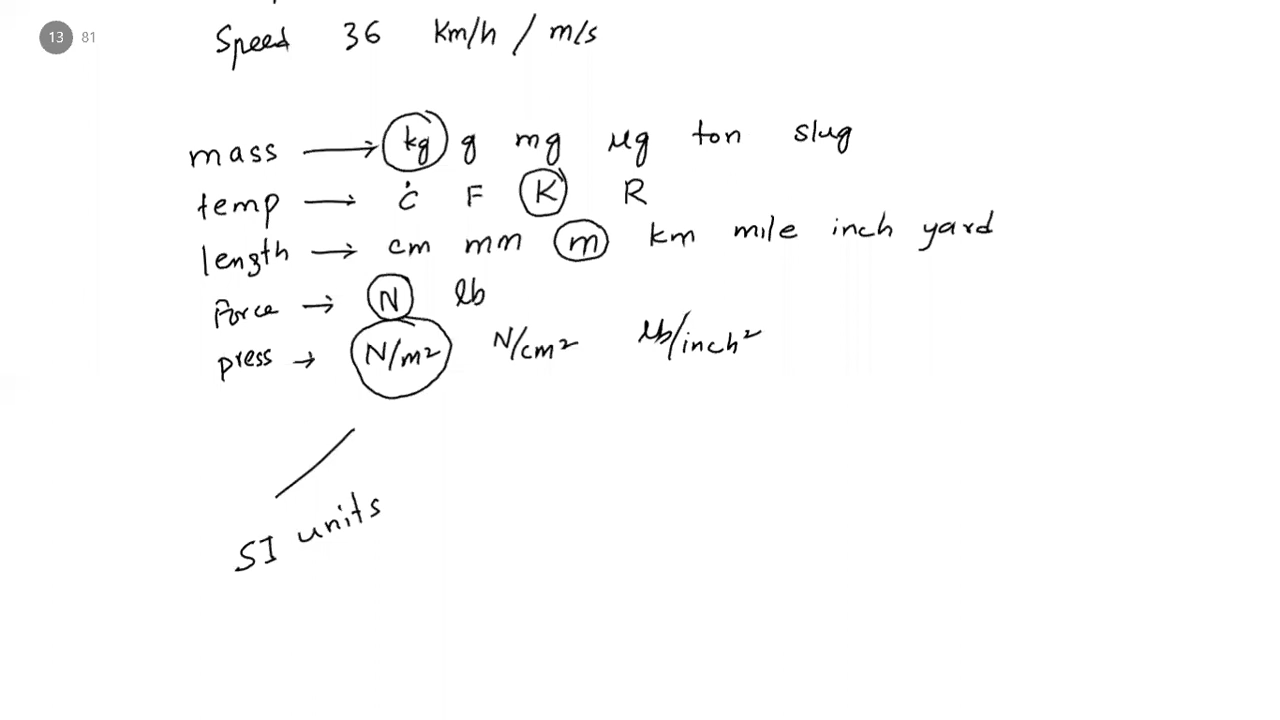 13 81
Speed 36 km/h / m/s
mass → kg g mg µg ton slug
temp → °C F K R
length → cm mm m km mile inch yard
Force → N lb
press → N/m² N/cm² lb/inch²
SI units